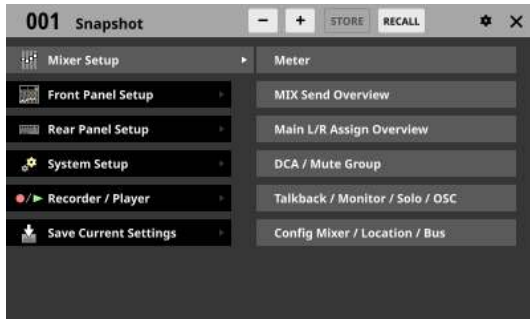 001 Snapshot
− + STORE RECALL
Mixer Setup
Front Panel Setup
Rear Panel Setup
System Setup
Recorder / Player
Save Current Settings
Meter
MIX Send Overview
Main L/R Assign Overview
DCA / Mute Group
Talkback / Monitor / Solo / OSC
Config Mixer / Location / Bus